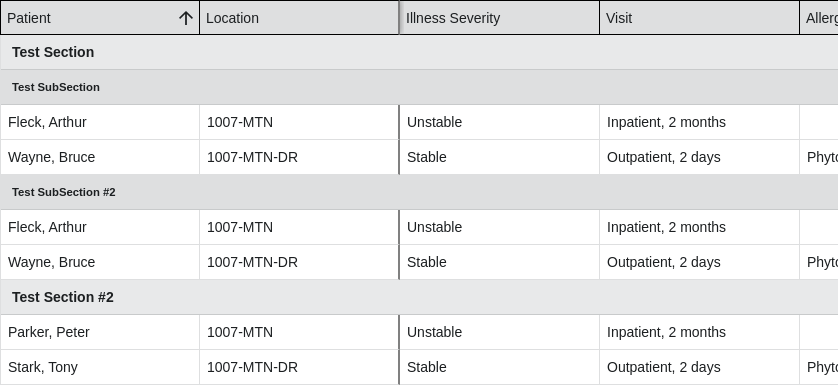 Patient Location Illness Severity Visit Allerg
Test Section
Test SubSection
Fleck, Arthur 1007-MTN Unstable Inpatient, 2 months
Wayne, Bruce 1007-MTN-DR Stable Outpatient, 2 days Phyto
Test SubSection #2
Fleck, Arthur 1007-MTN Unstable Inpatient, 2 months
Wayne, Bruce 1007-MTN-DR Stable Outpatient, 2 days Phyto
Test Section #2
Parker, Peter 1007-MTN Unstable Inpatient, 2 months
Stark, Tony 1007-MTN-DR Stable Outpatient, 2 days Phyto